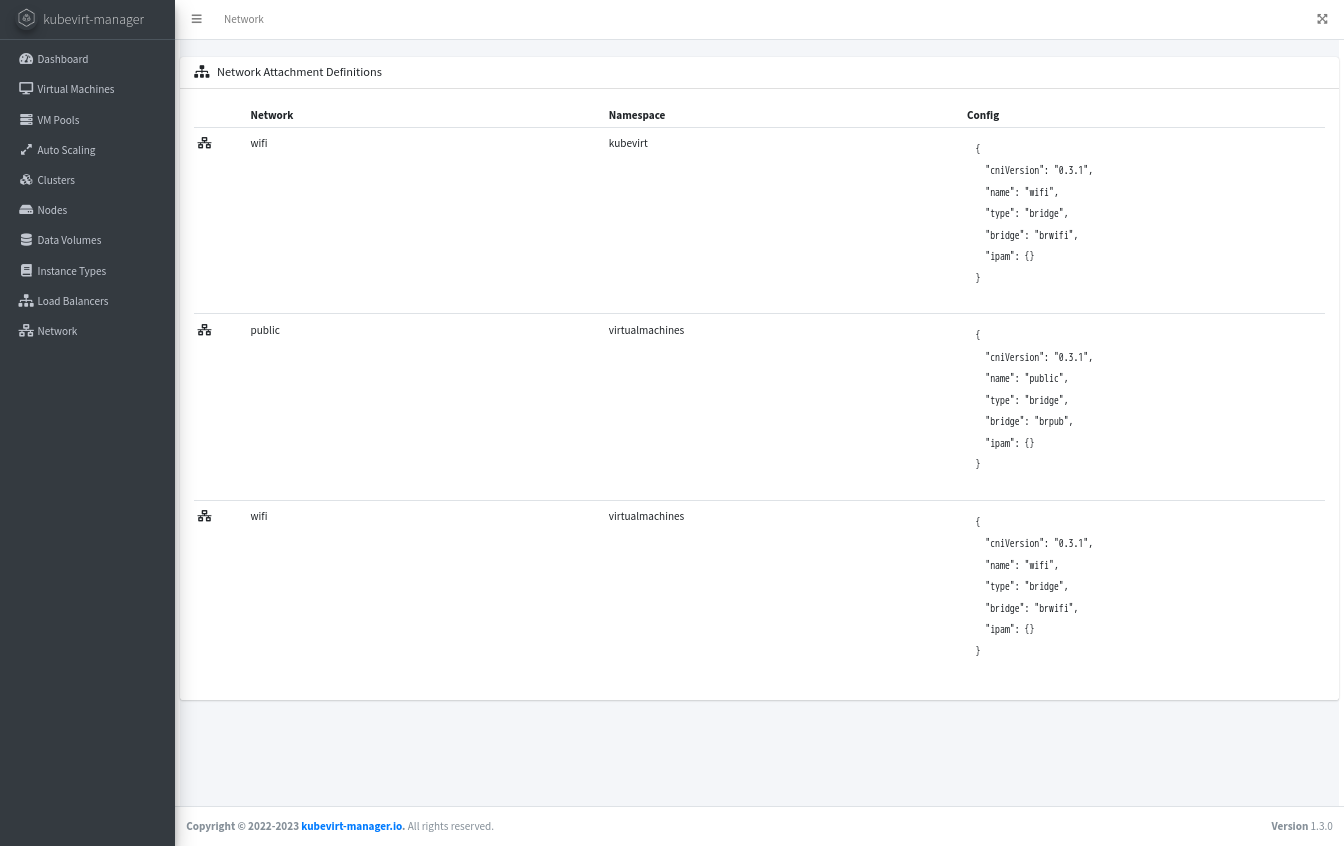 kubevirt-manager
Network
Dashboard
Virtual Machines
VM Pools
Auto Scaling
Clusters
Nodes
Data Volumes
Instance Types
Load Balancers
Network
Network Attachment Definitions
Network Namespace Config
wifi kubevirt {
"cniVersion": "0.3.1",
"name": "wifi",
"type": "bridge",
"bridge": "brwifi",
"ipam": {}
}
public virtualmachines {
"cniVersion": "0.3.1",
"name": "public",
"type": "bridge",
"bridge": "brpub",
"ipam": {}
}
wifi virtualmachines {
"cniVersion": "0.3.1",
"name": "wifi",
"type": "bridge",
"bridge": "brwifi",
"ipam": {}
}
Copyright © 2022-2023 kubevirt-manager.io. All rights reserved. Version 1.3.0